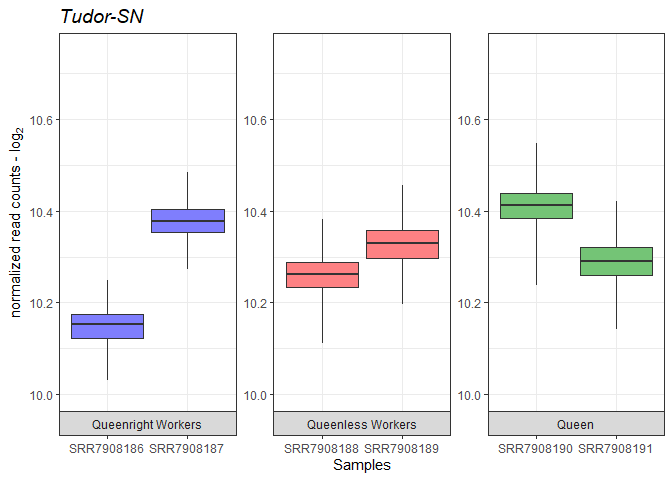 Tudor-SN
normalized read counts - log2
10.6
10.4
10.2
10.0
10.6
10.4
10.2
10.0
10.6
10.4
10.2
10.0
Queenright Workers
Queenless Workers
Queen
SRR7908186 SRR7908187
SRR7908188 SRR7908189
SRR7908190 SRR7908191
Samples